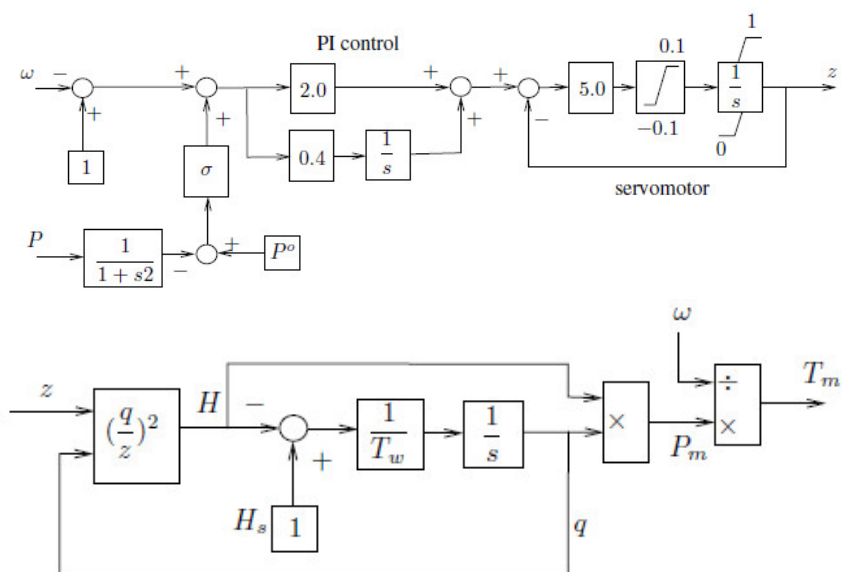 PI control
ω − + + 2.0 + + 5.0 0.1 −0.1 1/s 1 0 z
+ + 0.4 1/s + −
1 σ servomotor
P 1/(1 + s2) − + P°
ω
z (q/z)² H − 1/T_w 1/s × P_m ÷ × T_m
+
H_s 1 q